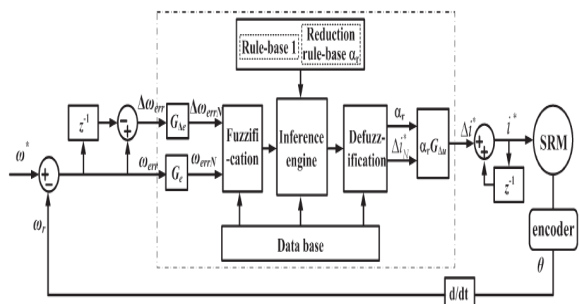 Rule-base 1
Reduction
rule-base αr
Δωerr
GΔe
ΔωerrN
z⁻¹
− +
ω*
+ −
ωerr
Ge
ωerrN
Fuzzifi
-cation
Inference
engine
Defuzz-
ification
αr
Δi*N
αrGΔu
Δi*
+ +
i*
z⁻¹
SRM
encoder
Data base
ωr
θ
d/dt